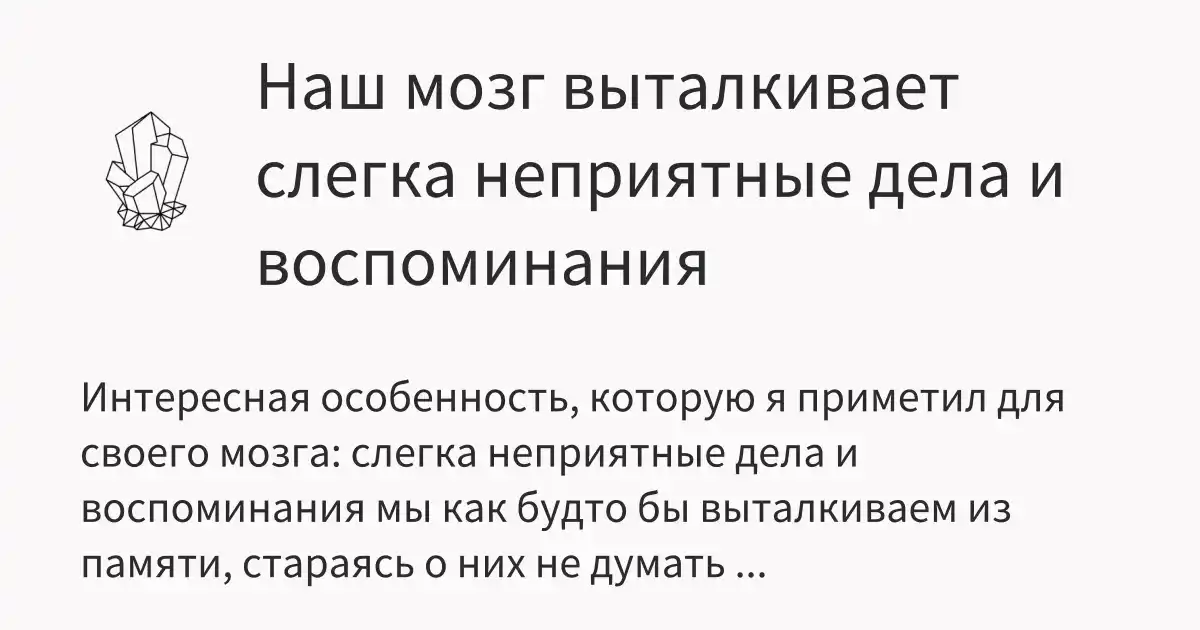 Наш мозг выталкивает
слегка неприятные дела и
воспоминания
Интересная особенность, которую я приметил для
своего мозга: слегка неприятные дела и
воспоминания мы как будто бы выталкиваем из
памяти, стараясь о них не думать ...